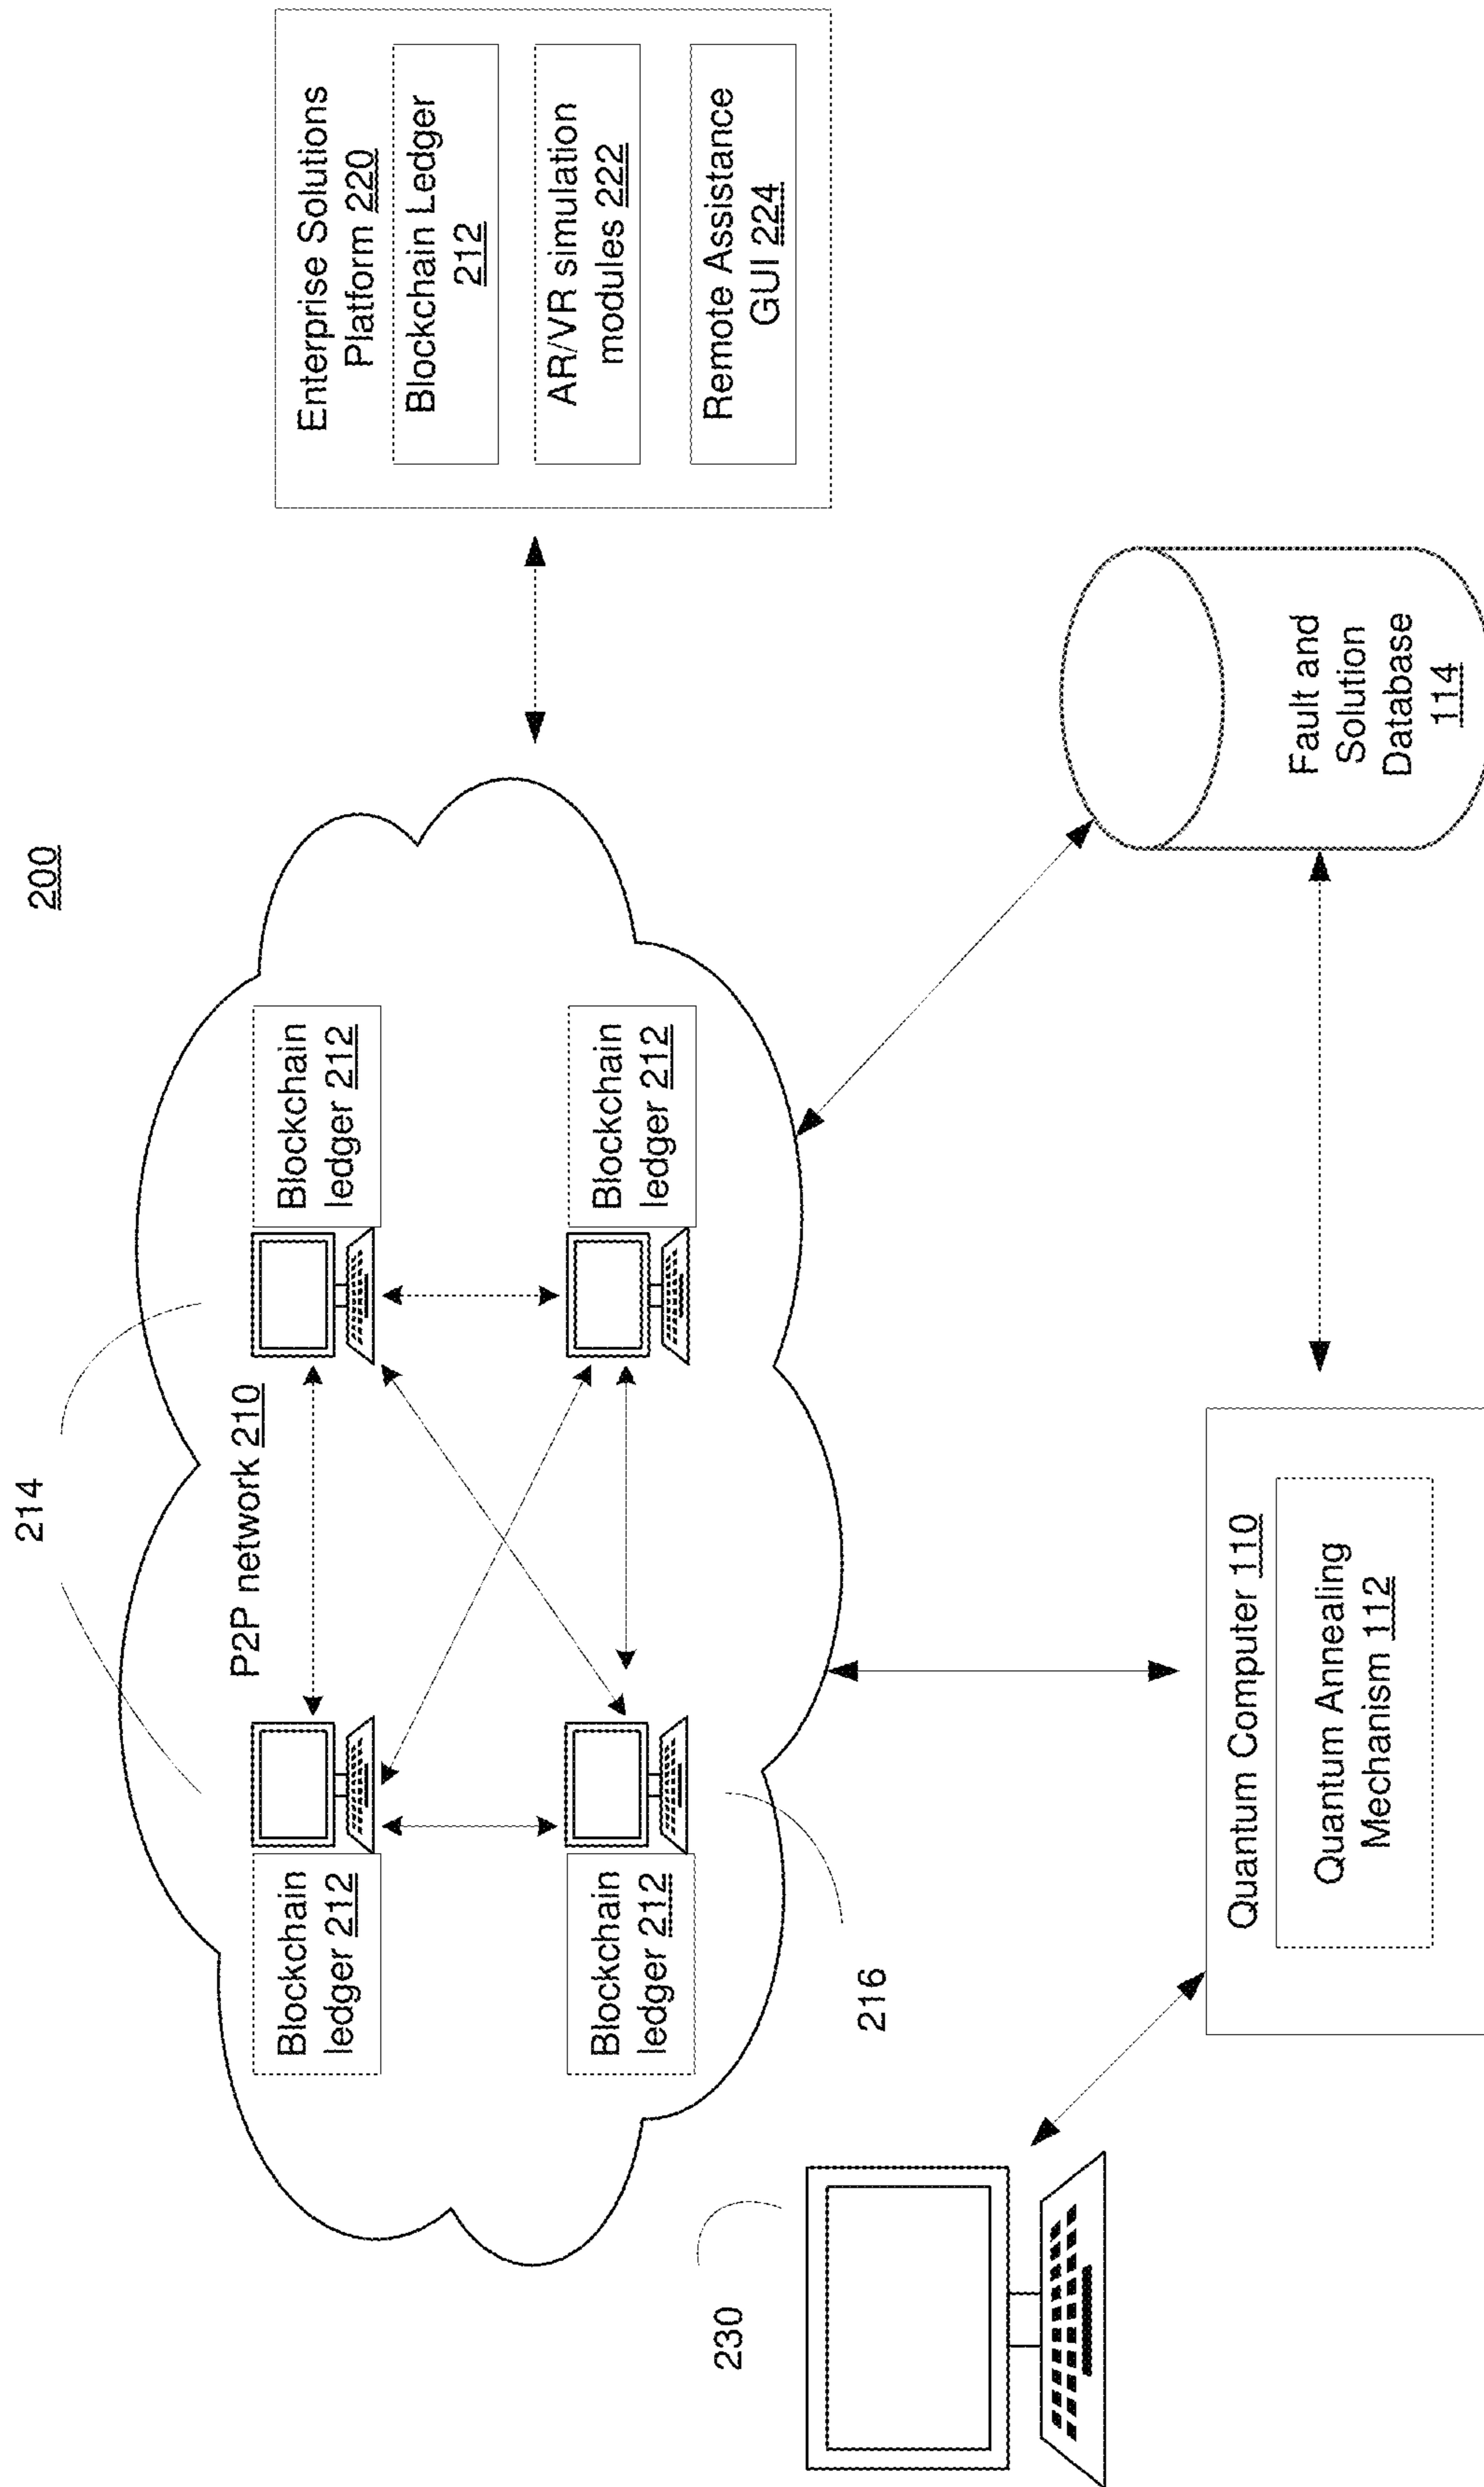 200
214
P2P network 210
Blockchain
ledger 212
Blockchain
ledger 212
Blockchain
ledger 212
Blockchain
ledger 212
216
230
Enterprise Solutions
Platform 220
Blockchain Ledger
212
AR/VR simulation
modules 222
Remote Assistance
GUI 224
Quantum Computer 110
Quantum Annealing
Mechanism 112
Fault and
Solution
Database
114